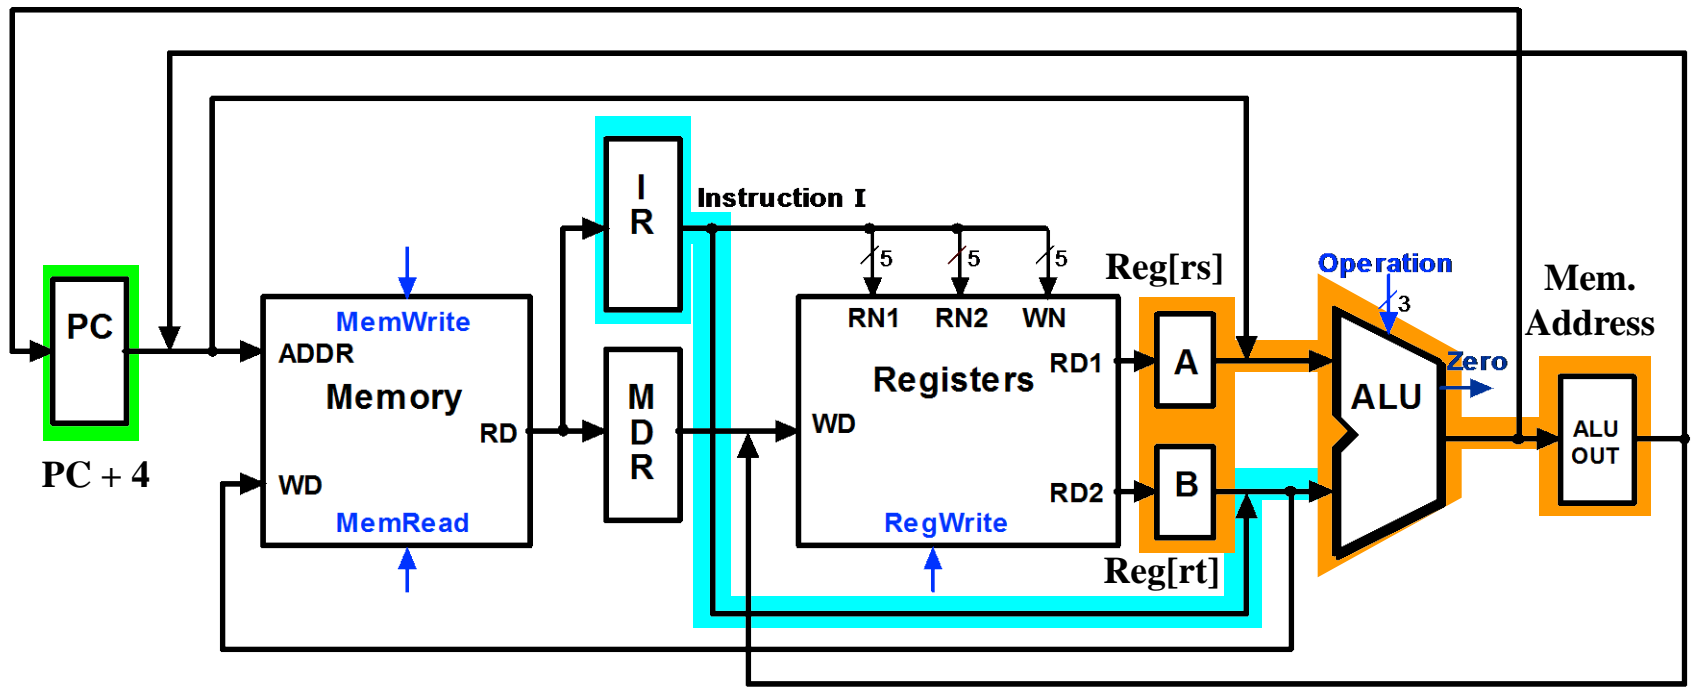 I
R
Instruction I
5
5
5
Reg[rs]
Operation
3
Mem.
Address
PC
MemWrite
RN1
RN2
WN
ADDR
Memory
RD
M
D
R
Registers
RD1
A
WD
Zero
ALU
ALU
OUT
PC + 4
WD
MemRead
RD2
B
RegWrite
Reg[rt]